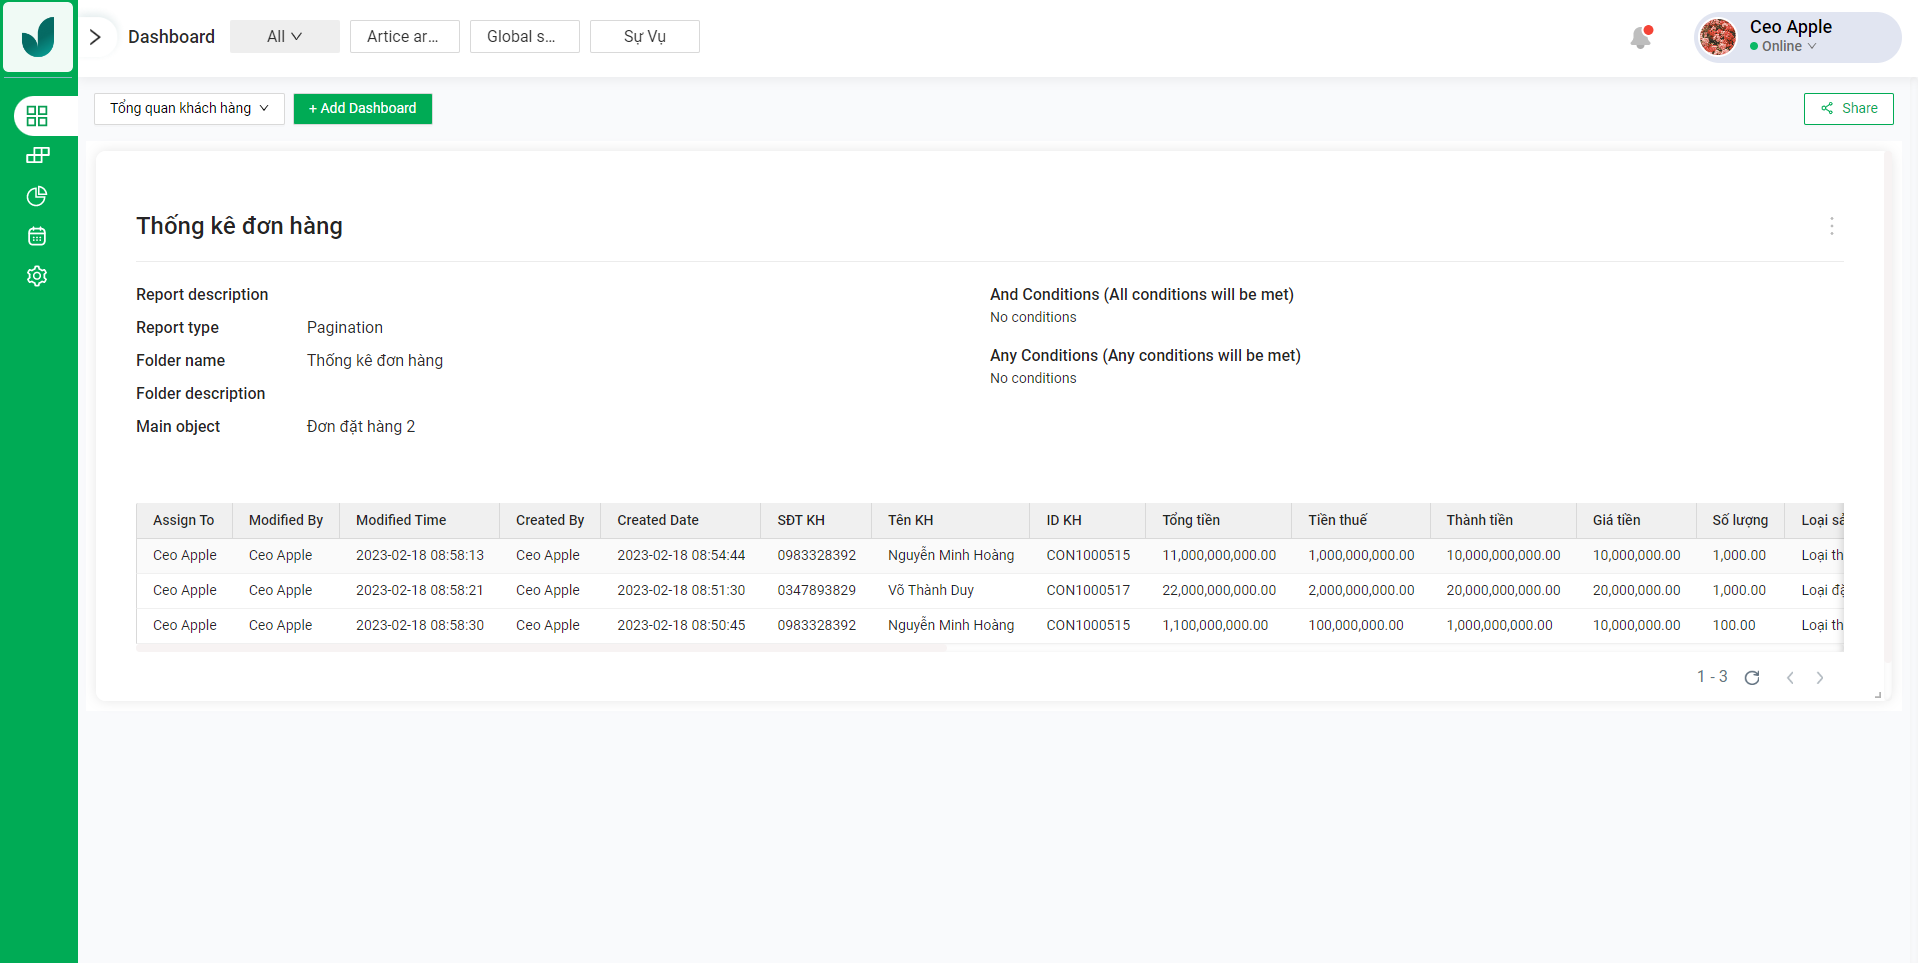 Dashboard
All
Artice ar...
Global s...
Sự Vụ
Ceo Apple
Online
Tổng quan khách hàng
+ Add Dashboard
Share
Thống kê đơn hàng
Report description
Report type Pagination
Folder name Thống kê đơn hàng
Folder description
Main object Đơn đặt hàng 2
And Conditions (All conditions will be met)
No conditions
Any Conditions (Any conditions will be met)
No conditions
Assign To Modified By Modified Time Created By Created Date SĐT KH Tên KH ID KH Tổng tiền Tiền thuế Thành tiền Giá tiền Số lượng Loại
Ceo Apple Ceo Apple 2023-02-18 08:58:13 Ceo Apple 2023-02-18 08:54:44 0983328392 Nguyễn Minh Hoàng CON1000515 11,000,000,000.00 1,000,000,000.00 10,000,000,000.00 10,000,000.00 1,000.00 Loại th
Ceo Apple Ceo Apple 2023-02-18 08:58:21 Ceo Apple 2023-02-18 08:51:30 0347893829 Võ Thành Duy CON1000517 22,000,000,000.00 2,000,000,000.00 20,000,000,000.00 20,000,000.00 1,000.00 Loại
Ceo Apple Ceo Apple 2023-02-18 08:58:30 Ceo Apple 2023-02-18 08:50:45 0983328392 Nguyễn Minh Hoàng CON1000515 1,100,000,000.00 100,000,000.00 1,000,000,000.00 10,000,000.00 100.00 Loại th
1 - 3